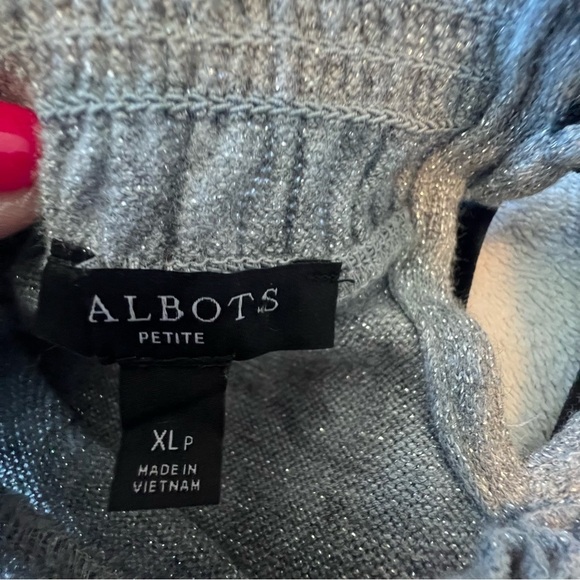 ALBOTS
PETITE
XL P
MADE IN
VIETNAM